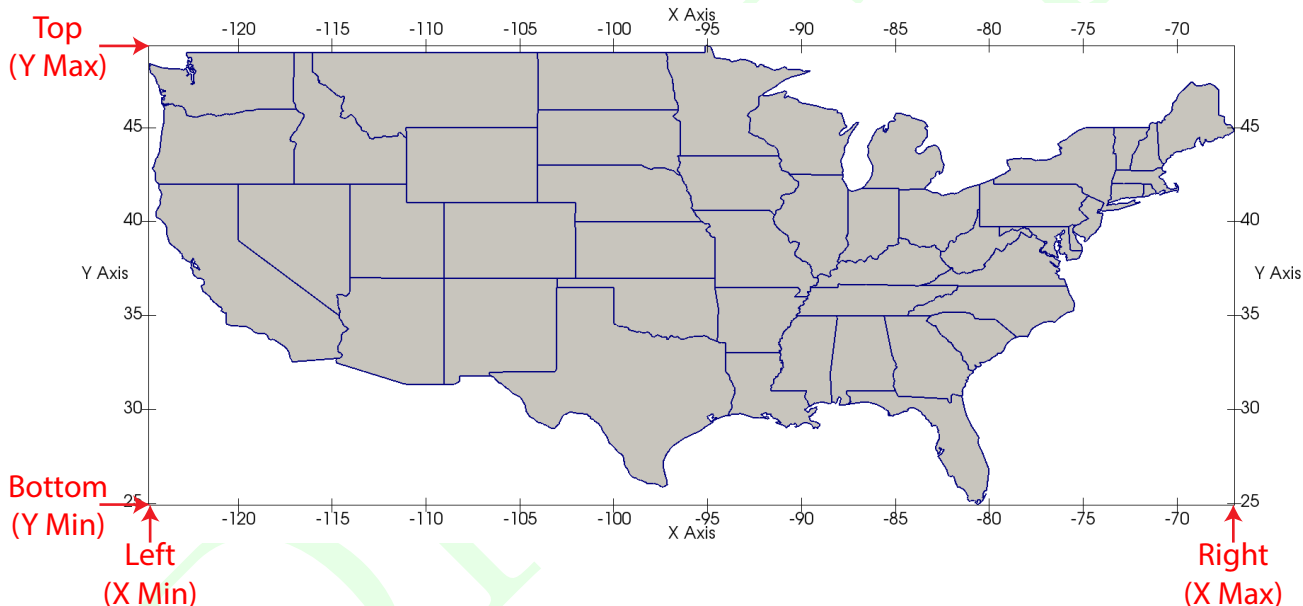 X Axis
-120 -115 -110 -105 -100 -95 -90 -85 -80 -75 -70
Top
(Y Max)
45 45
40 40
Y Axis Y Axis
35 35
30 30
Bottom
(Y Min)
25 25
-120 -115 -110 -105 -100 -95 -90 -85 -80 -75 -70
X Axis
Left
(X Min)
Right
(X Max)